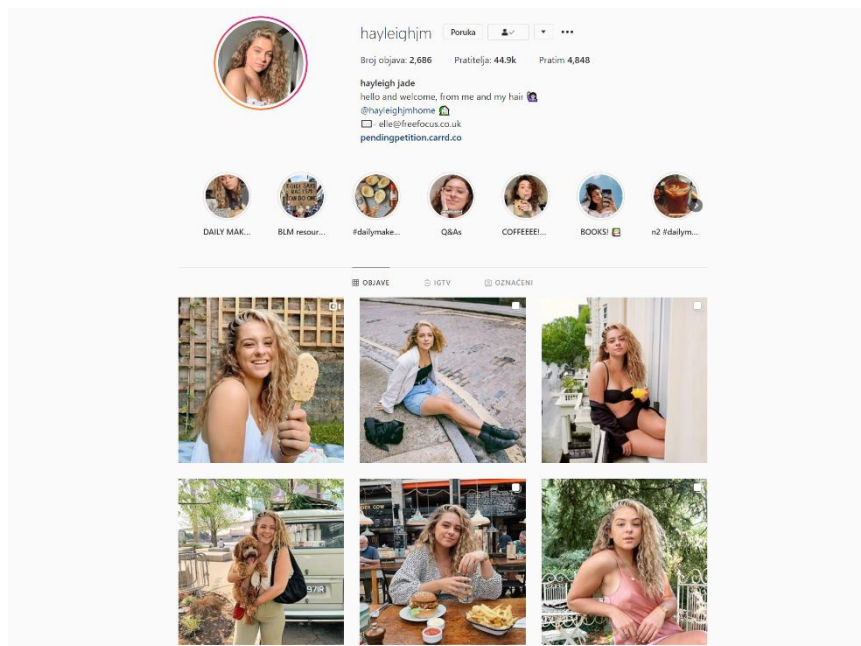 hayleighjm Poruka
Broj objava: 2,686 Pratitelja: 44.9k Pratim 4,848
hayleigh jade
hello and welcome, from me and my hair
@hayleighjmhome
- elle@freefocus.co.uk
pendingpetition.carrd.co
DAILY MAK... BLM resour... #dailymake... Q&As COFFEEEE!... BOOKS! n2 #dailym...
OBJAVE IGTV OZNAČENI